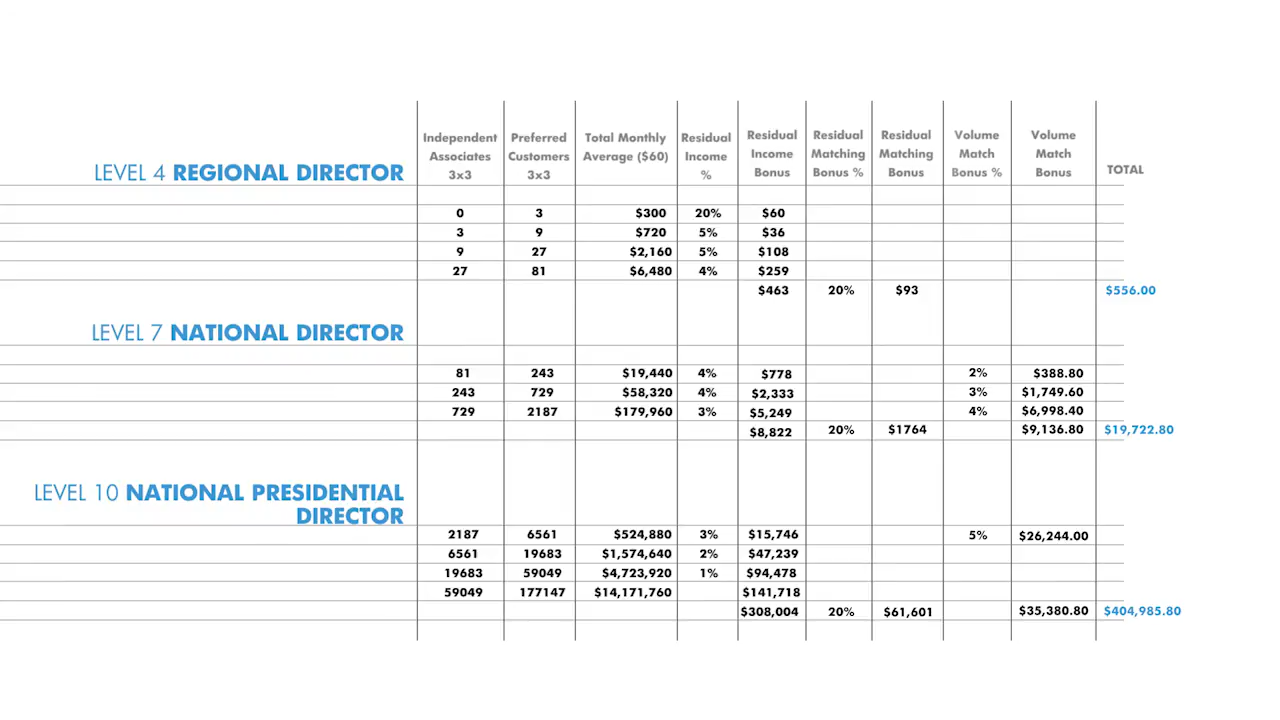 Independent Associates 3x3 Preferred Customers 3x3 Total Monthly Average ($60) Residual Income % Residual Income Bonus Residual Matching Bonus % Residual Matching Bonus Volume Match Bonus % Volume Match Bonus TOTAL
LEVEL 4 REGIONAL DIRECTOR
0 3 $300 20% $60
3 9 $720 5% $36
9 27 $2,160 5% $108
27 81 $6,480 4% $259
$463 20% $93 $556.00
LEVEL 7 NATIONAL DIRECTOR
81 243 $19,440 4% $778 2% $388.80
243 729 $58,320 4% $2,333 3% $1,749.60
729 2187 $179,960 3% $5,249 4% $6,998.40
$8,822 20% $1764 $9,136.80 $19,722.80
LEVEL 10 NATIONAL PRESIDENTIAL
DIRECTOR
2187 6561 $524,880 3% $15,746 5% $26,244.00
6561 19683 $1,574,640 2% $47,239
19683 59049 $4,723,920 1% $94,478
59049 177147 $14,171,760 $141,718
$308,004 20% $61,601 $35,380.80 $404,985.80